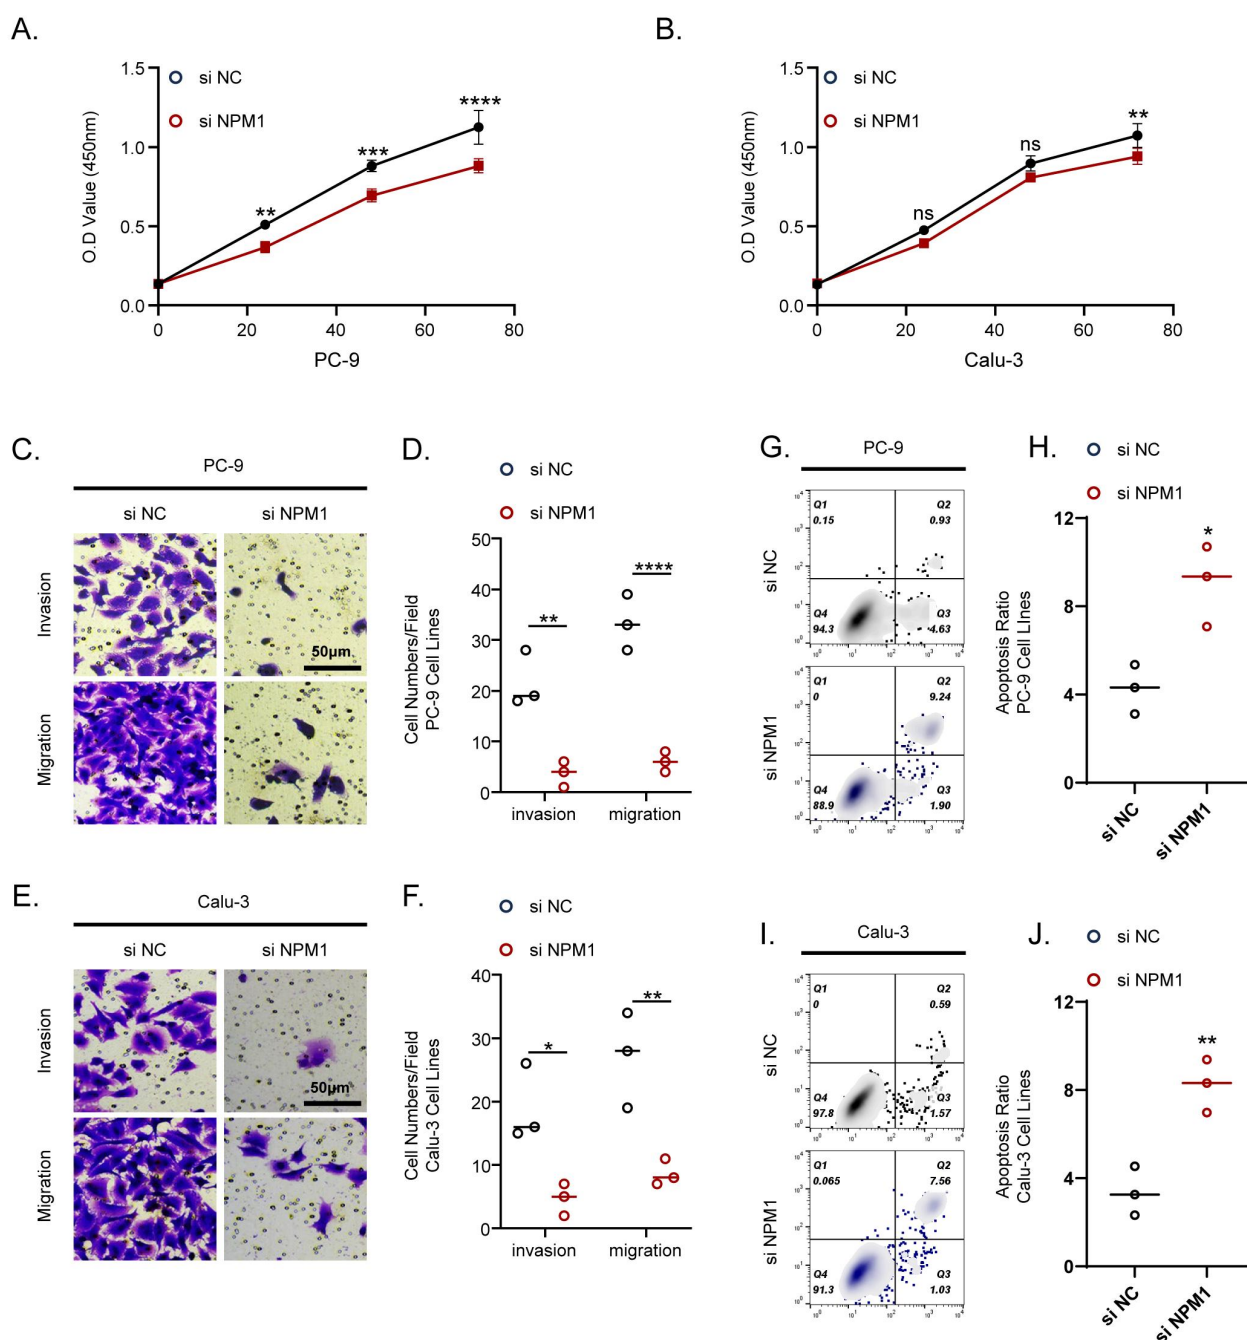 A.
si NC
si NPM1
O.D Value (450nm)
1.5
1.0
0.5
0.0
0
20
40
60
80
**
***
****
PC-9
B.
si NC
si NPM1
O.D Value (450nm)
1.5
1.0
0.5
0.0
0
20
40
60
80
ns
ns
**
Calu-3
C.
PC-9
si NC
si NPM1
Invasion
Migration
50μm
D.
si NC
si NPM1
Cell Numbers/Field
PC-9 Cell Lines
50
40
30
20
10
0
**
****
invasion
migration
G.
PC-9
si NC
Q1
0.15
Q2
0.93
Q4
94.3
Q3
4.63
si NPM1
Q1
0
Q2
9.24
Q4
88.9
Q3
1.90
H.
si NC
si NPM1
Apoptosis Ratio
PC-9 Cell LInes
12
8
4
0
*
si NC
si NPM1
E.
Calu-3
si NC
si NPM1
Invasion
Migration
50μm
F.
si NC
si NPM1
Cell Numbers/Field
Calu-3 Cell Lines
40
30
20
10
0
*
**
invasion
migration
I.
Calu-3
si NC
Q1
0
Q2
0.59
Q4
97.8
Q3
1.57
si NPM1
Q1
0.065
Q2
7.56
Q4
91.3
Q3
1.03
J.
si NC
si NPM1
Apoptosis Ratio
Calu-3 Cell Lines
12
8
4
0
**
si NC
si NPM1